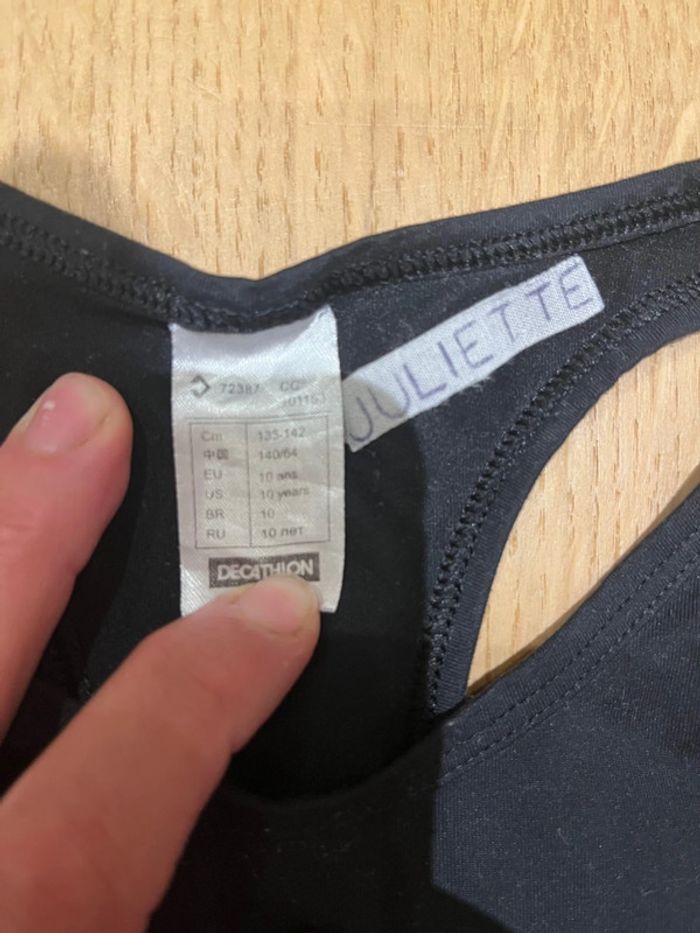 72387 CC
Cm 135-142
中国 140/64
EU 10 ans
US 10 years
BR 10
RU 10 лет
DECATHLON
JULIETTE